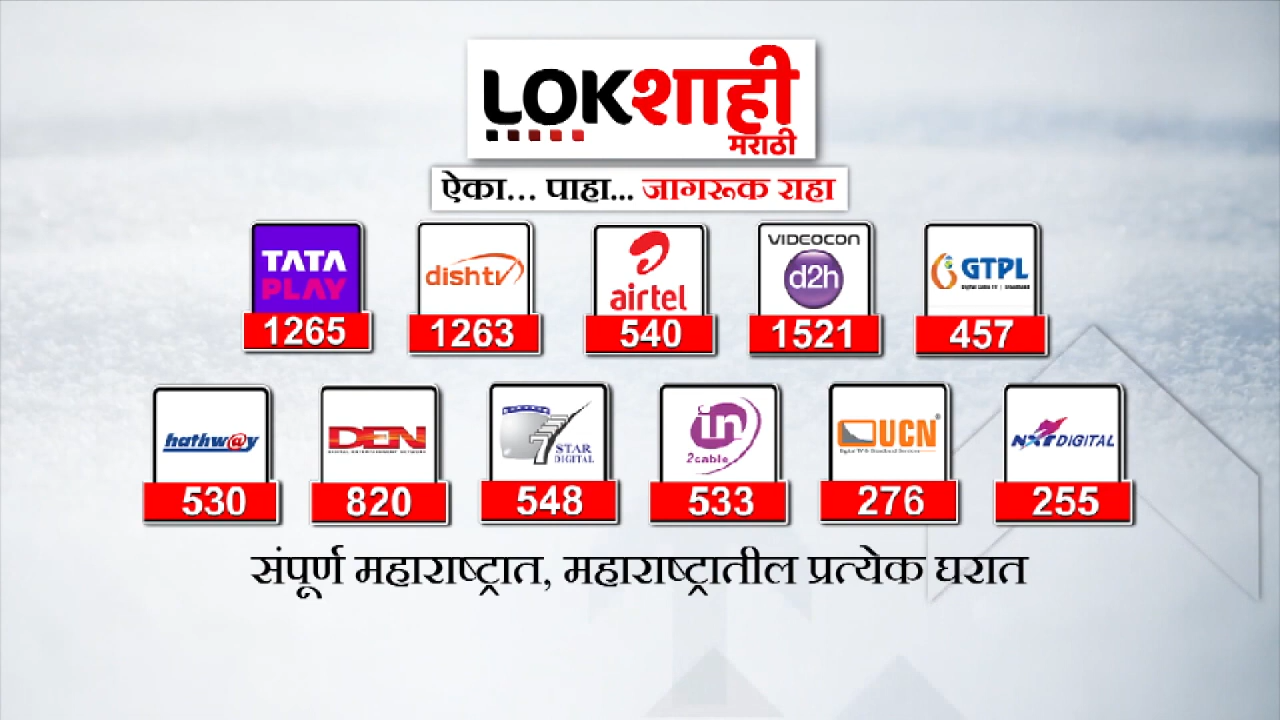 LOKशाही
मराठी
ऐका... पाहा... जागरूक राहा
TATA PLAY
dishtv
airtel
VIDEOCON d2h
GTPL
1265 1263 540 1521 457
hathw@y
DEN
7 STAR DIGITAL
in 2cable
UCN
NXT DIGITAL
530 820 548 533 276 255
संपूर्ण महाराष्ट्रात, महाराष्ट्रातील प्रत्येक घरात